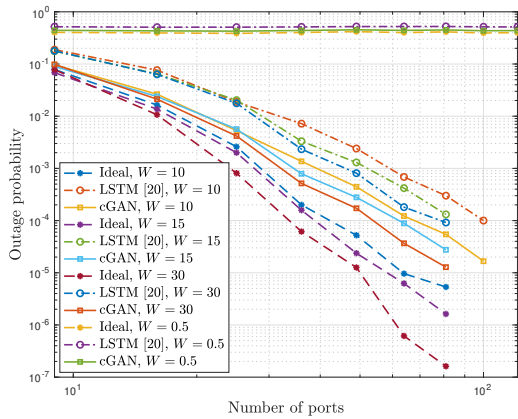 10^0
10^-1
10^-2
10^-3
10^-4
10^-5
10^-6
10^-7
Outage probability
Ideal, W = 10
LSTM [20], W = 10
cGAN, W = 10
Ideal, W = 15
LSTM [20], W = 15
cGAN, W = 15
Ideal, W = 30
LSTM [20], W = 30
cGAN, W = 30
Ideal, W = 0.5
LSTM [20], W = 0.5
cGAN, W = 0.5
10^1
10^2
Number of ports